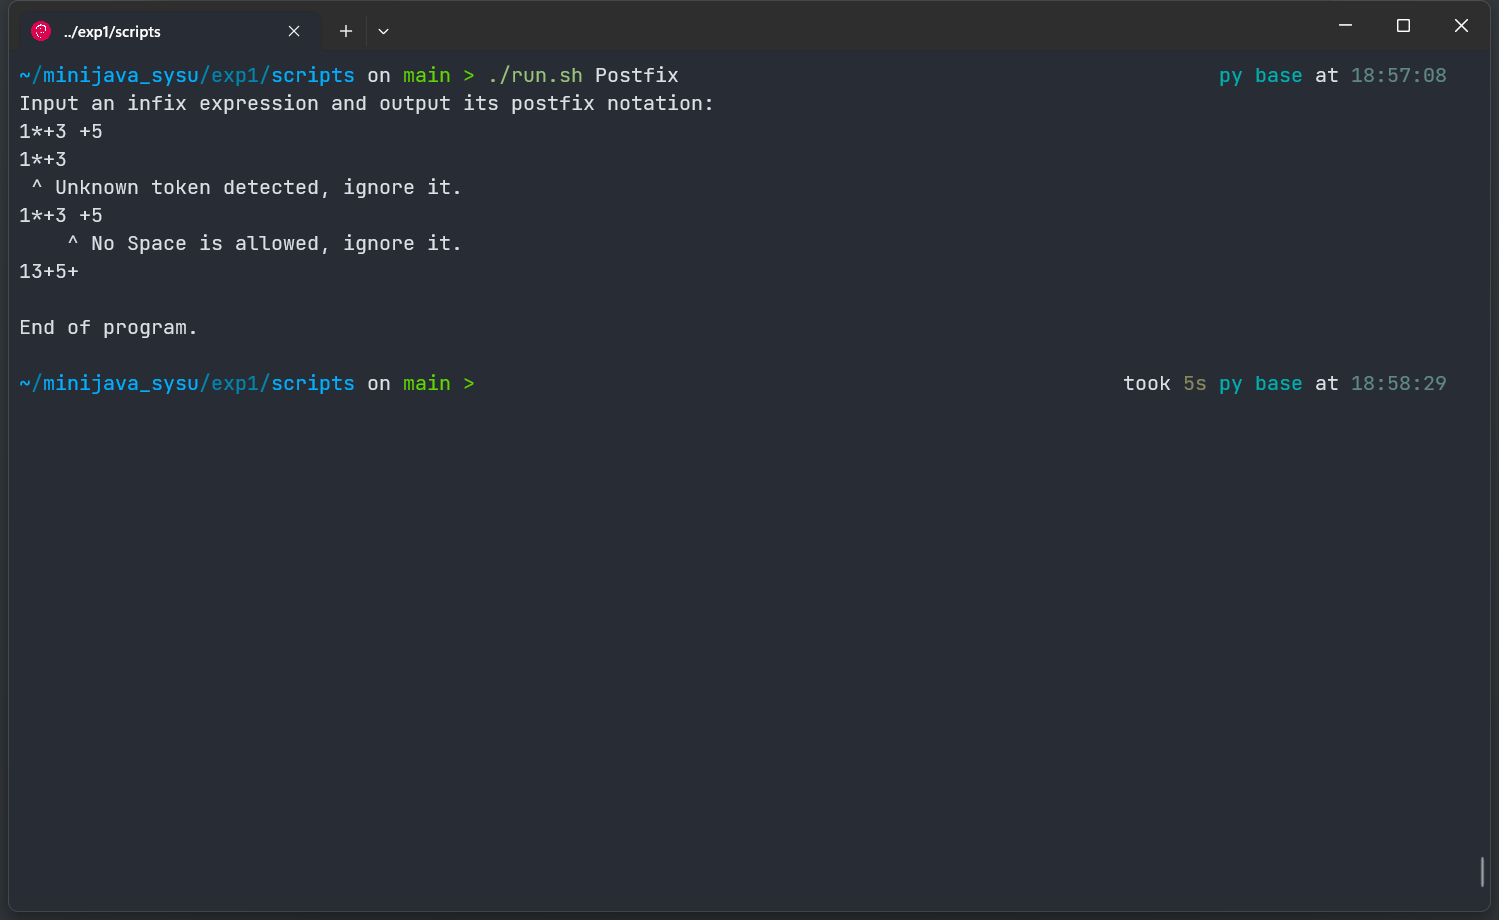 ../exp1/scripts
~/minijava_sysu/exp1/scripts on main > ./run.sh Postfix py base at 18:57:08
Input an infix expression and output its postfix notation:
1*+3 +5
1*+3
 ^ Unknown token detected, ignore it.
1*+3 +5
    ^ No Space is allowed, ignore it.
13+5+
End of program.
~/minijava_sysu/exp1/scripts on main > took 5s py base at 18:58:29